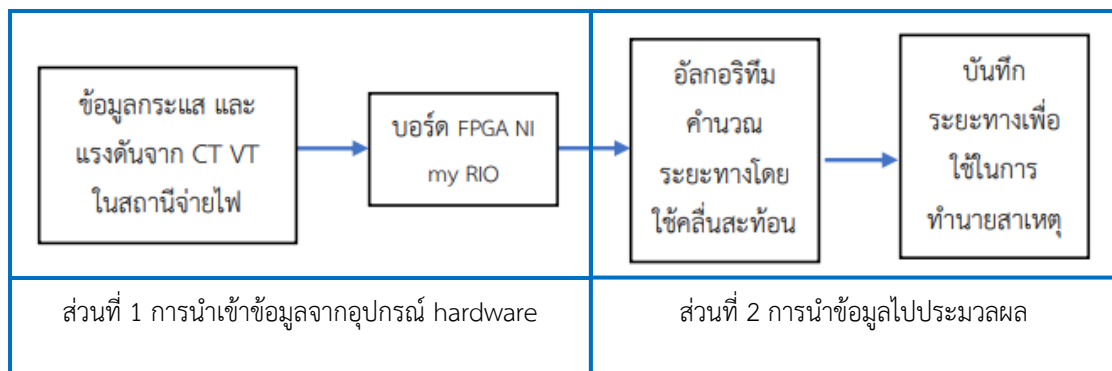 ข้อมูลกระแส และ
แรงดันจาก CT VT
ในสถานีจ่ายไฟ
บอร์ด FPGA NI
my RIO
อัลกอริทึม
คำนวณ
ระยะทางโดย
ใช้คลื่นสะท้อน
บันทึก
ระยะทางเพื่อ
ใช้ในการ
ทำนายสาเหตุ
ส่วนที่ 1 การนำเข้าข้อมูลจากอุปกรณ์ hardware
ส่วนที่ 2 การนำข้อมูลไปประมวลผล